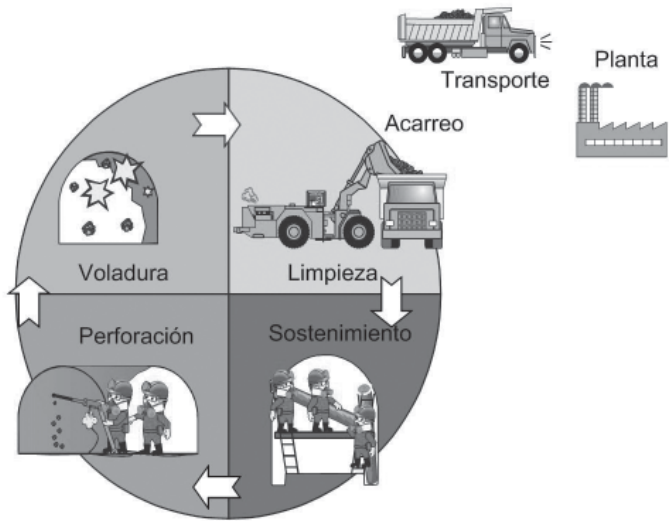 Transporte
Planta
Acarreo
Voladura
Limpieza
Perforación
Sostenimiento